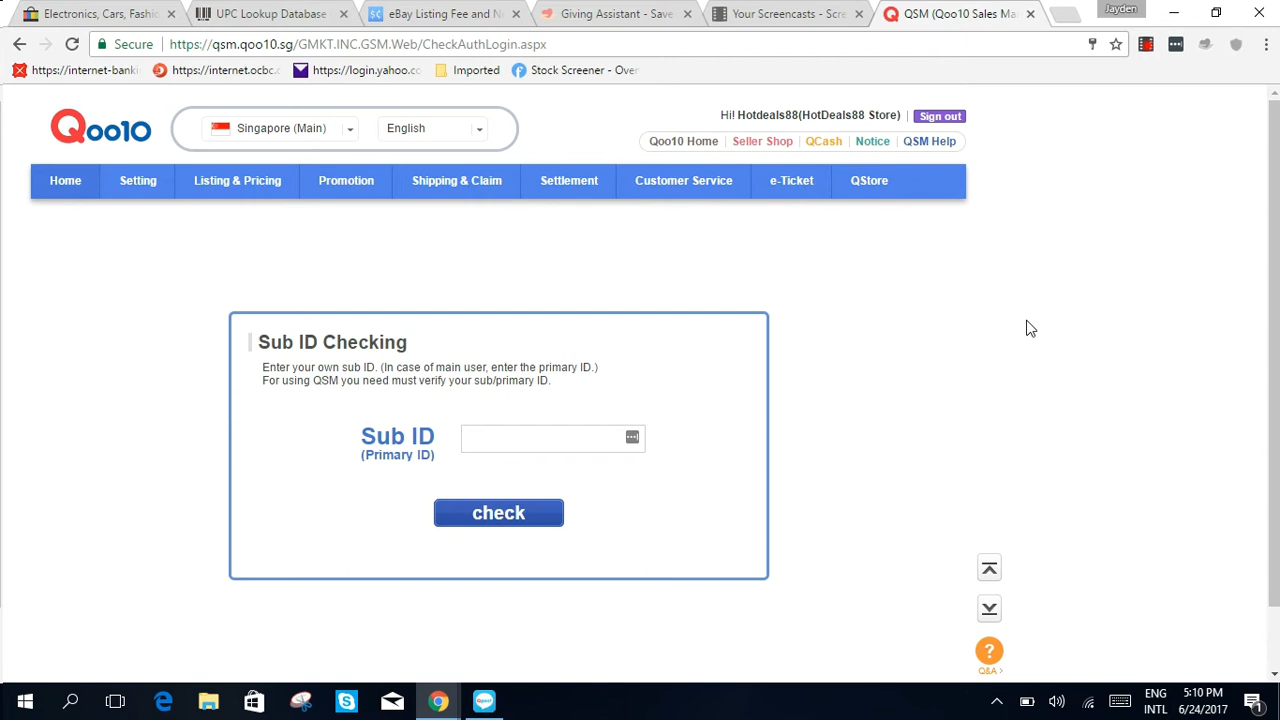 Electronics, Cars, Fashi
UPC Lookup Database
eBay Listing Fee and N
Giving Assistant - Save
Your Screencasts - Scre
QSM (Qoo10 Sales Ma
Jayden
Secure
https://qsm.qoo10.sg/GMKT.INC.GSM.Web/CheckAuthLogin.aspx
https://internet-banki
https://internet.ocbc.c
https://login.yahoo.co
Imported
Stock Screener - Over
Qoo10
Singapore (Main)
English
Hi! Hotdeals88(HotDeals88 Store)
Sign out
Qoo10 Home
Seller Shop
QCash
Notice
QSM Help
Home
Setting
Listing & Pricing
Promotion
Shipping & Claim
Settlement
Customer Service
e-Ticket
QStore
Sub ID Checking
Enter your own sub ID. (In case of main user, enter the primary ID.)
For using QSM you need must verify your sub/primary ID.
Sub ID
(Primary ID)
check
?
Q&A >
ENG
INTL
5:10 PM
6/24/2017